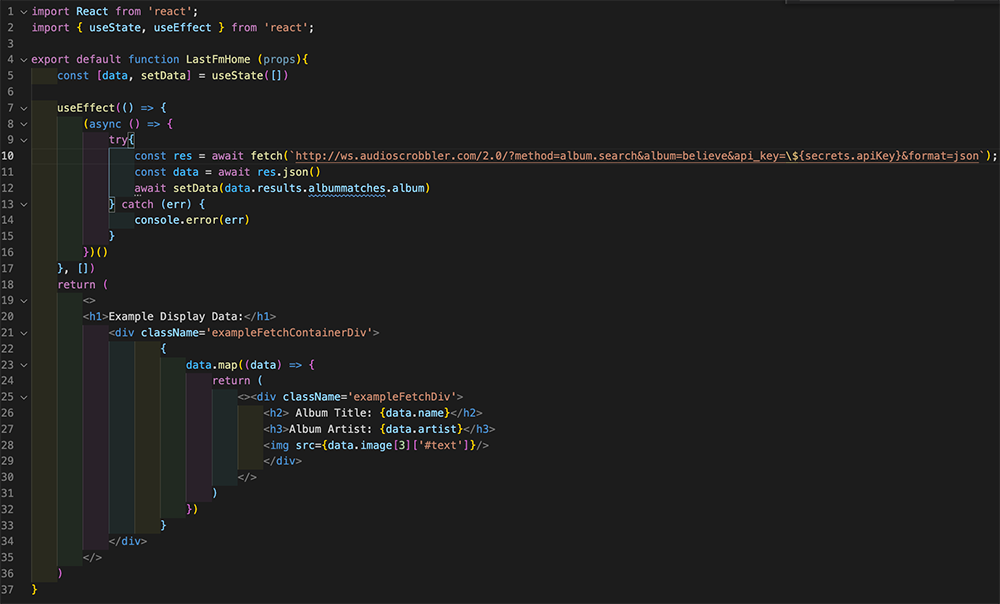 1 import React from 'react';
2 import { useState, useEffect } from 'react';
3
4 export default function LastFmHome (props){
5     const [data, setData] = useState([])
6
7     useEffect(() => {
8         (async () => {
9             try{
10                 const res = await fetch(`http://ws.audioscrobbler.com/2.0/?method=album.search&album=believe&api_key=\${secrets.apiKey}&format=json`);
11                 const data = await res.json()
12                 await setData(data.results.albummatches.album)
13             } catch (err) {
14                 console.error(err)
15             }
16         })()
17     }, [])
18     return (
19         <>
20         <h1>Example Display Data:</h1>
21             <div className='exampleFetchContainerDiv'>
22                     {
23                         data.map((data) => {
24                             return (
25                                 <><div className='exampleFetchDiv'>
26                                     <h2> Album Title: {data.name}</h2>
27                                     <h3>Album Artist: {data.artist}</h3>
28                                     <img src={data.image[3]['#text']}/>
29                                     </div>
30                                 </>
31                             )
32                         })
33                     }
34             </div>
35         </>
36     )
37 }